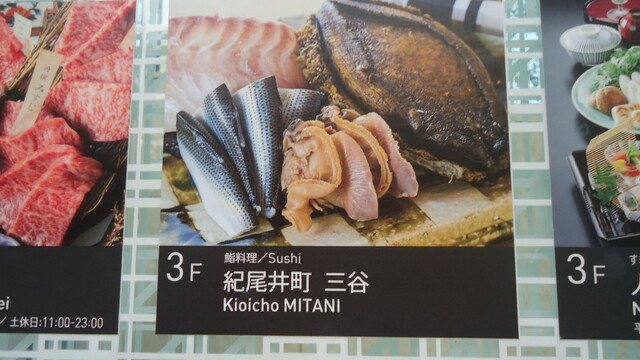 3F
鮨料理/Sushi
紀尾井町 三谷
Kioicho MITANI
ei
/ 土休日:11:00-23:00
3F
す